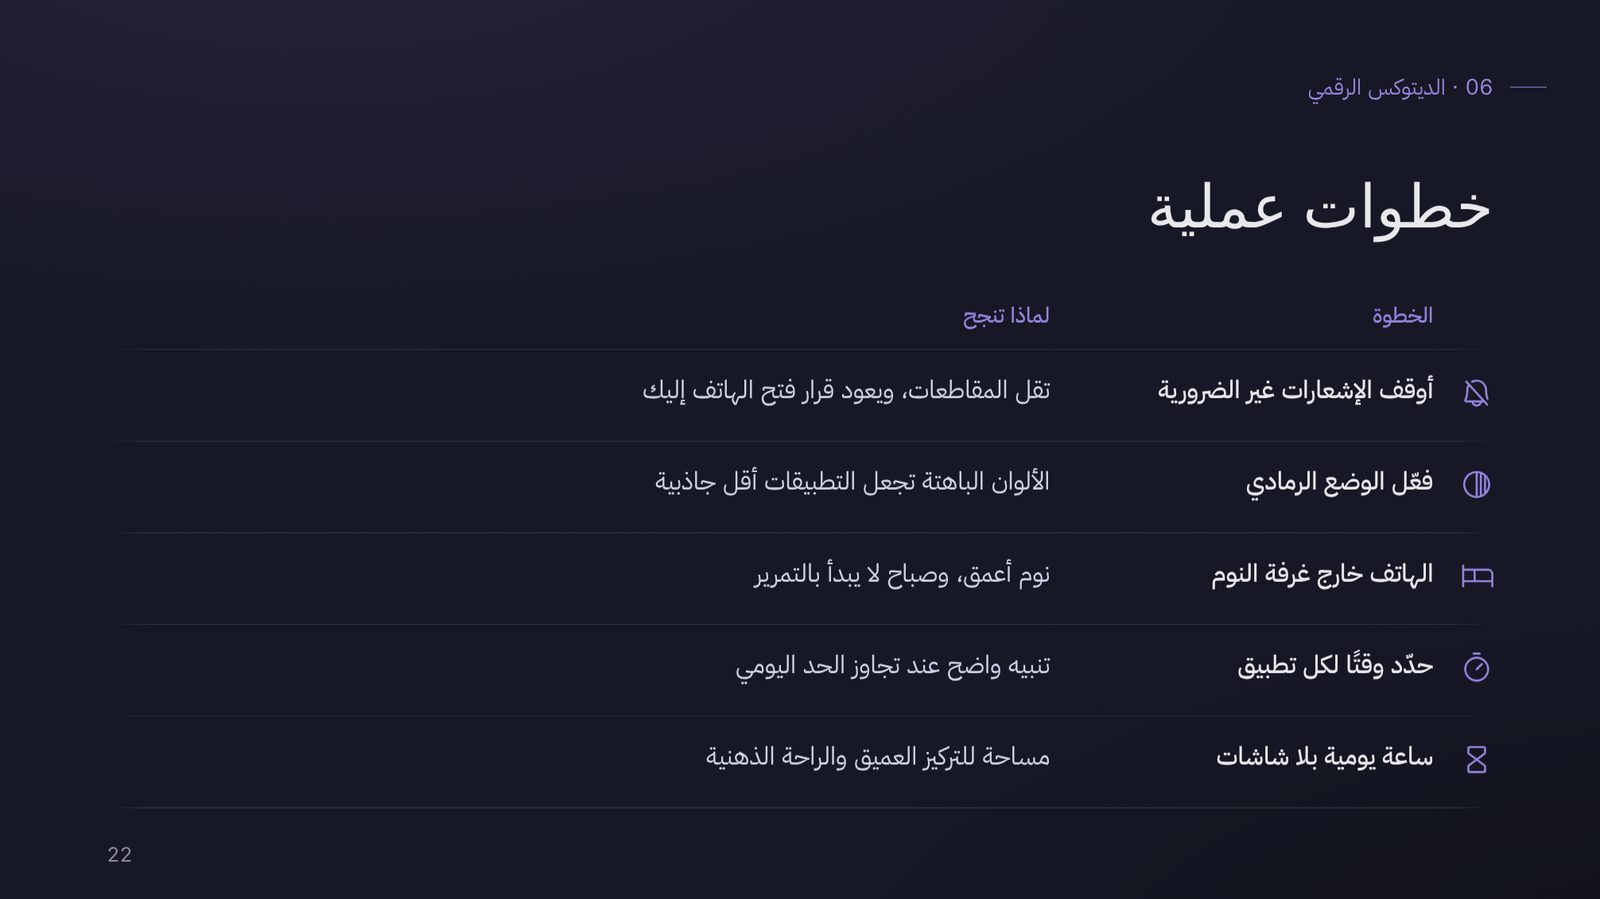 06 · الديتوكس الرقمي
خطوات عملية
الخطوة لماذا تنجح
أوقف الإشعارات غير الضرورية تقل المقاطعات، ويعود قرار فتح الهاتف إليك
فعّل الوضع الرمادي الألوان الباهتة تجعل التطبيقات أقل جاذبية
الهاتف خارج غرفة النوم نوم أعمق، وصباح لا يبدأ بالتمرير
حدّد وقتًا لكل تطبيق تنبيه واضح عند تجاوز الحد اليومي
ساعة يومية بلا شاشات مساحة للتركيز العميق والراحة الذهنية
22